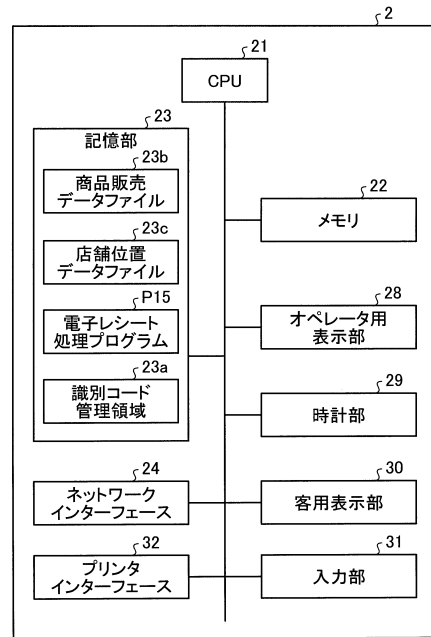 2
21
CPU
23
記憶部
23b
商品販売
データファイル
23c
店舗位置
データファイル
P15
電子レシート
処理プログラム
23a
識別コード
管理領域
22
メモリ
28
オペレータ用
表示部
29
時計部
24
ネットワーク
インターフェース
30
客用表示部
32
プリンタ
インターフェース
31
入力部